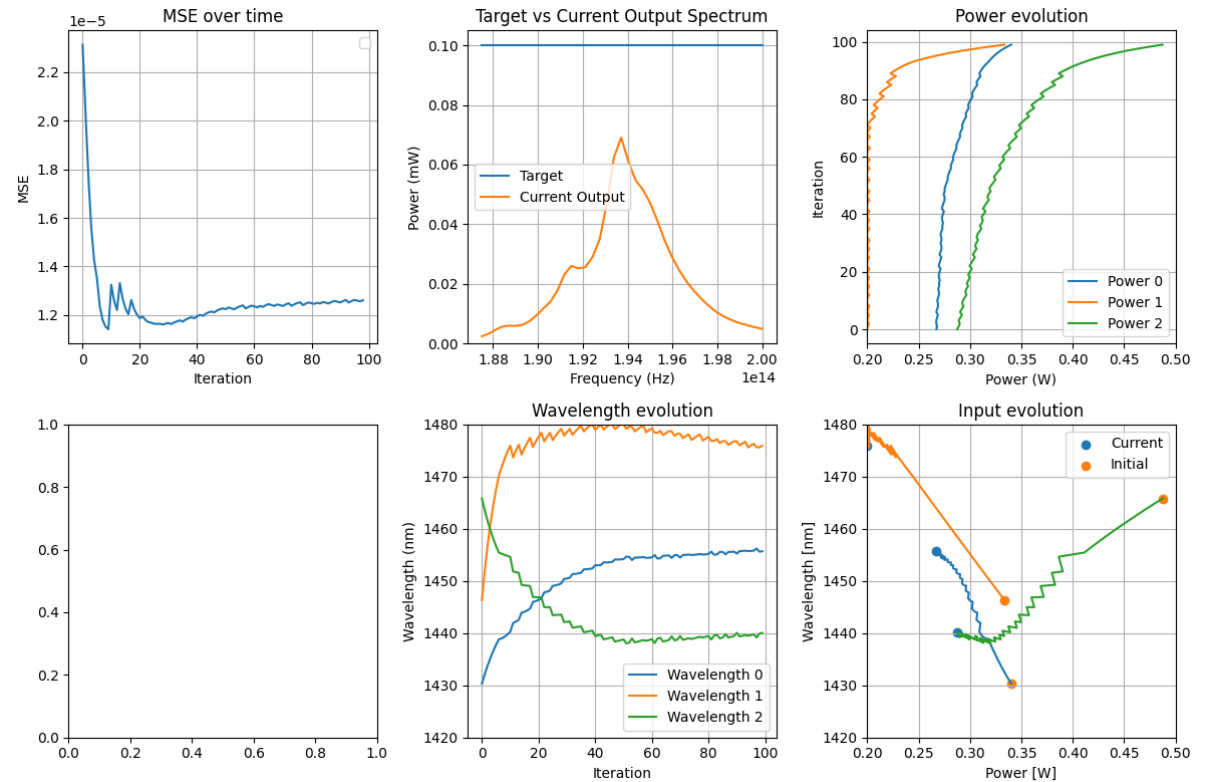 MSE over time
1e−5
2.2
2.0
1.8
1.6
1.4
1.2
MSE
0 20 40 60 80 100
Iteration
Target vs Current Output Spectrum
0.10
0.08
0.06
0.04
0.02
0.00
Power (mW)
Target
Current Output
1.88 1.90 1.92 1.94 1.96 1.98 2.00
Frequency (Hz)
1e14
Power evolution
100
80
60
40
20
0
Iteration
Power 0
Power 1
Power 2
0.20 0.25 0.30 0.35 0.40 0.45 0.50
Power (W)
1.0
0.8
0.6
0.4
0.2
0.0
0.0 0.2 0.4 0.6 0.8 1.0
Wavelength evolution
1480
1470
1460
1450
1440
1430
1420
Wavelength (nm)
Wavelength 0
Wavelength 1
Wavelength 2
0 20 40 60 80 100
Iteration
Input evolution
1480
1470
1460
1450
1440
1430
1420
Wavelength [nm]
Current
Initial
0.20 0.25 0.30 0.35 0.40 0.45 0.50
Power [W]